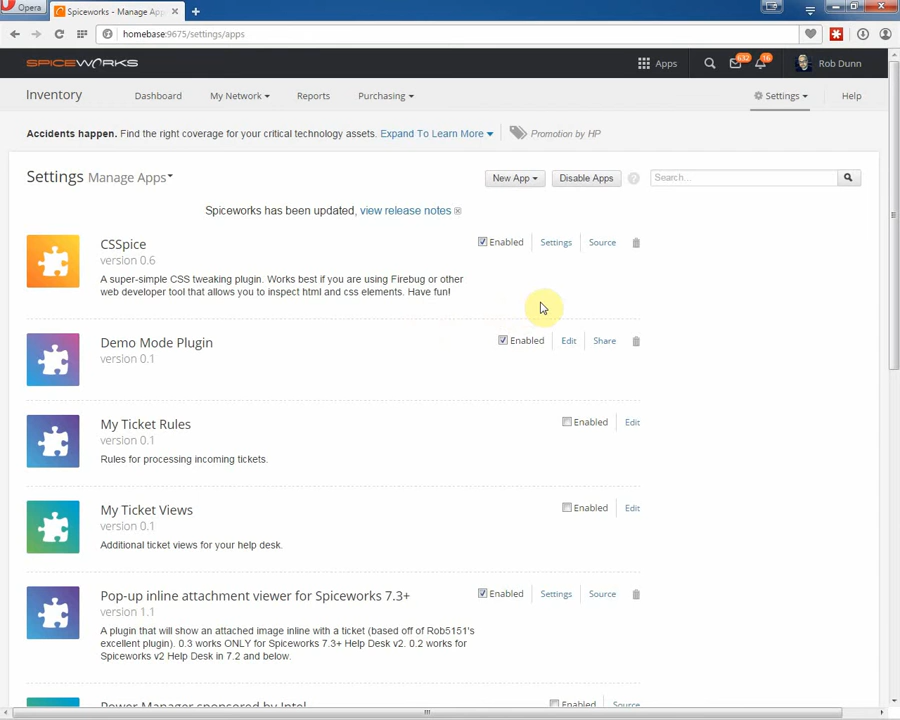 Opera
Spiceworks - Manage App
homebase:9675/settings/apps
SPICEWORKS
Apps
632
16
Rob Dunn
Inventory
Dashboard
My Network
Reports
Purchasing
Settings
Help
Accidents happen. Find the right coverage for your critical technology assets. Expand To Learn More
Promotion by HP
Settings Manage Apps
New App
Disable Apps
?
Search...
Spiceworks has been updated, view release notes
CSSpice
Enabled
Settings
Source
version 0.6
A super-simple CSS tweaking plugin. Works best if you are using Firebug or other
web developer tool that allows you to inspect html and css elements. Have fun!
Demo Mode Plugin
Enabled
Edit
Share
version 0.1
My Ticket Rules
Enabled
Edit
version 0.1
Rules for processing incoming tickets.
My Ticket Views
Enabled
Edit
version 0.1
Additional ticket views for your help desk.
Pop-up inline attachment viewer for Spiceworks 7.3+
Enabled
Settings
Source
version 1.1
A plugin that will show an attached image inline with a ticket (based off of Rob5151's
excellent plugin). 0.3 works ONLY for Spiceworks 7.3+ Help Desk v2. 0.2 works for
Spiceworks v2 Help Desk in 7.2 and below.
Power Manager sponsored by Intel
Enabled
Source